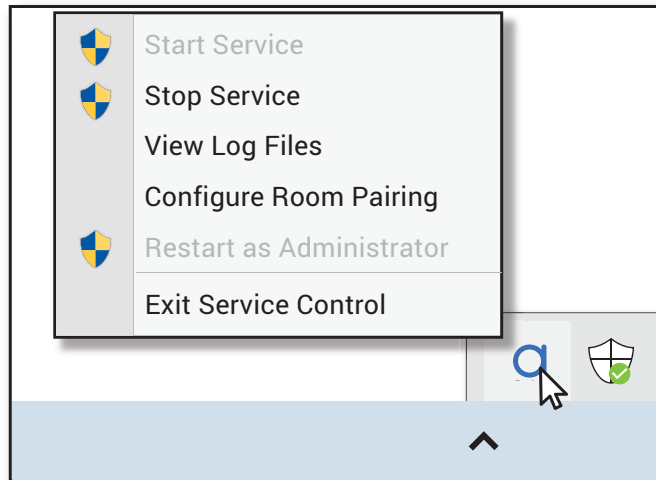 Start Service
Stop Service
View Log Files
Configure Room Pairing
Restart as Administrator
Exit Service Control